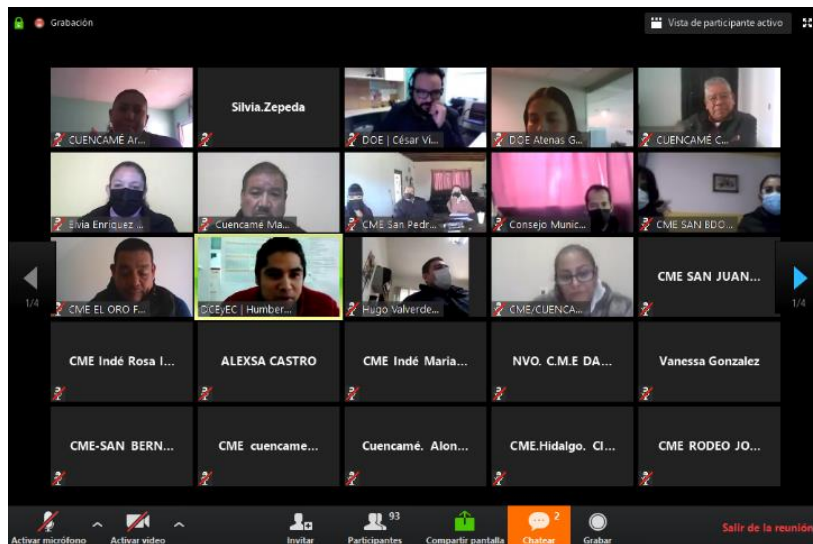 Grabación
Vista de participante activo
CUENCAMÉ Ar...
Silvia.Zepeda
DOE | César Vi...
DOE Atenas G...
CUENCAMÉ C...
Elvia Enriquez ...
Cuencamé Ma...
CME San Pedr...
Consejo Munic...
CME SAN BDO...
1/4
CME EL ORO F...
DCEyEC | Humber...
Hugo Valverde...
CME/CUENCA...
CME SAN JUAN...
1/4
CME Indé Rosa I...
ALEXSA CASTRO
CME Indé Maria...
NVO. C.M.E DA...
Vanessa Gonzalez
CME-SAN BERN...
CME cuencame...
Cuencamé. Alon...
CME.Hidalgo. Cl...
CME RODEO JO...
93
2
Activar micrófono
Activar video
Invitar
Participantes
Compartir pantalla
Chatear
Grabar
Salir de la reunión